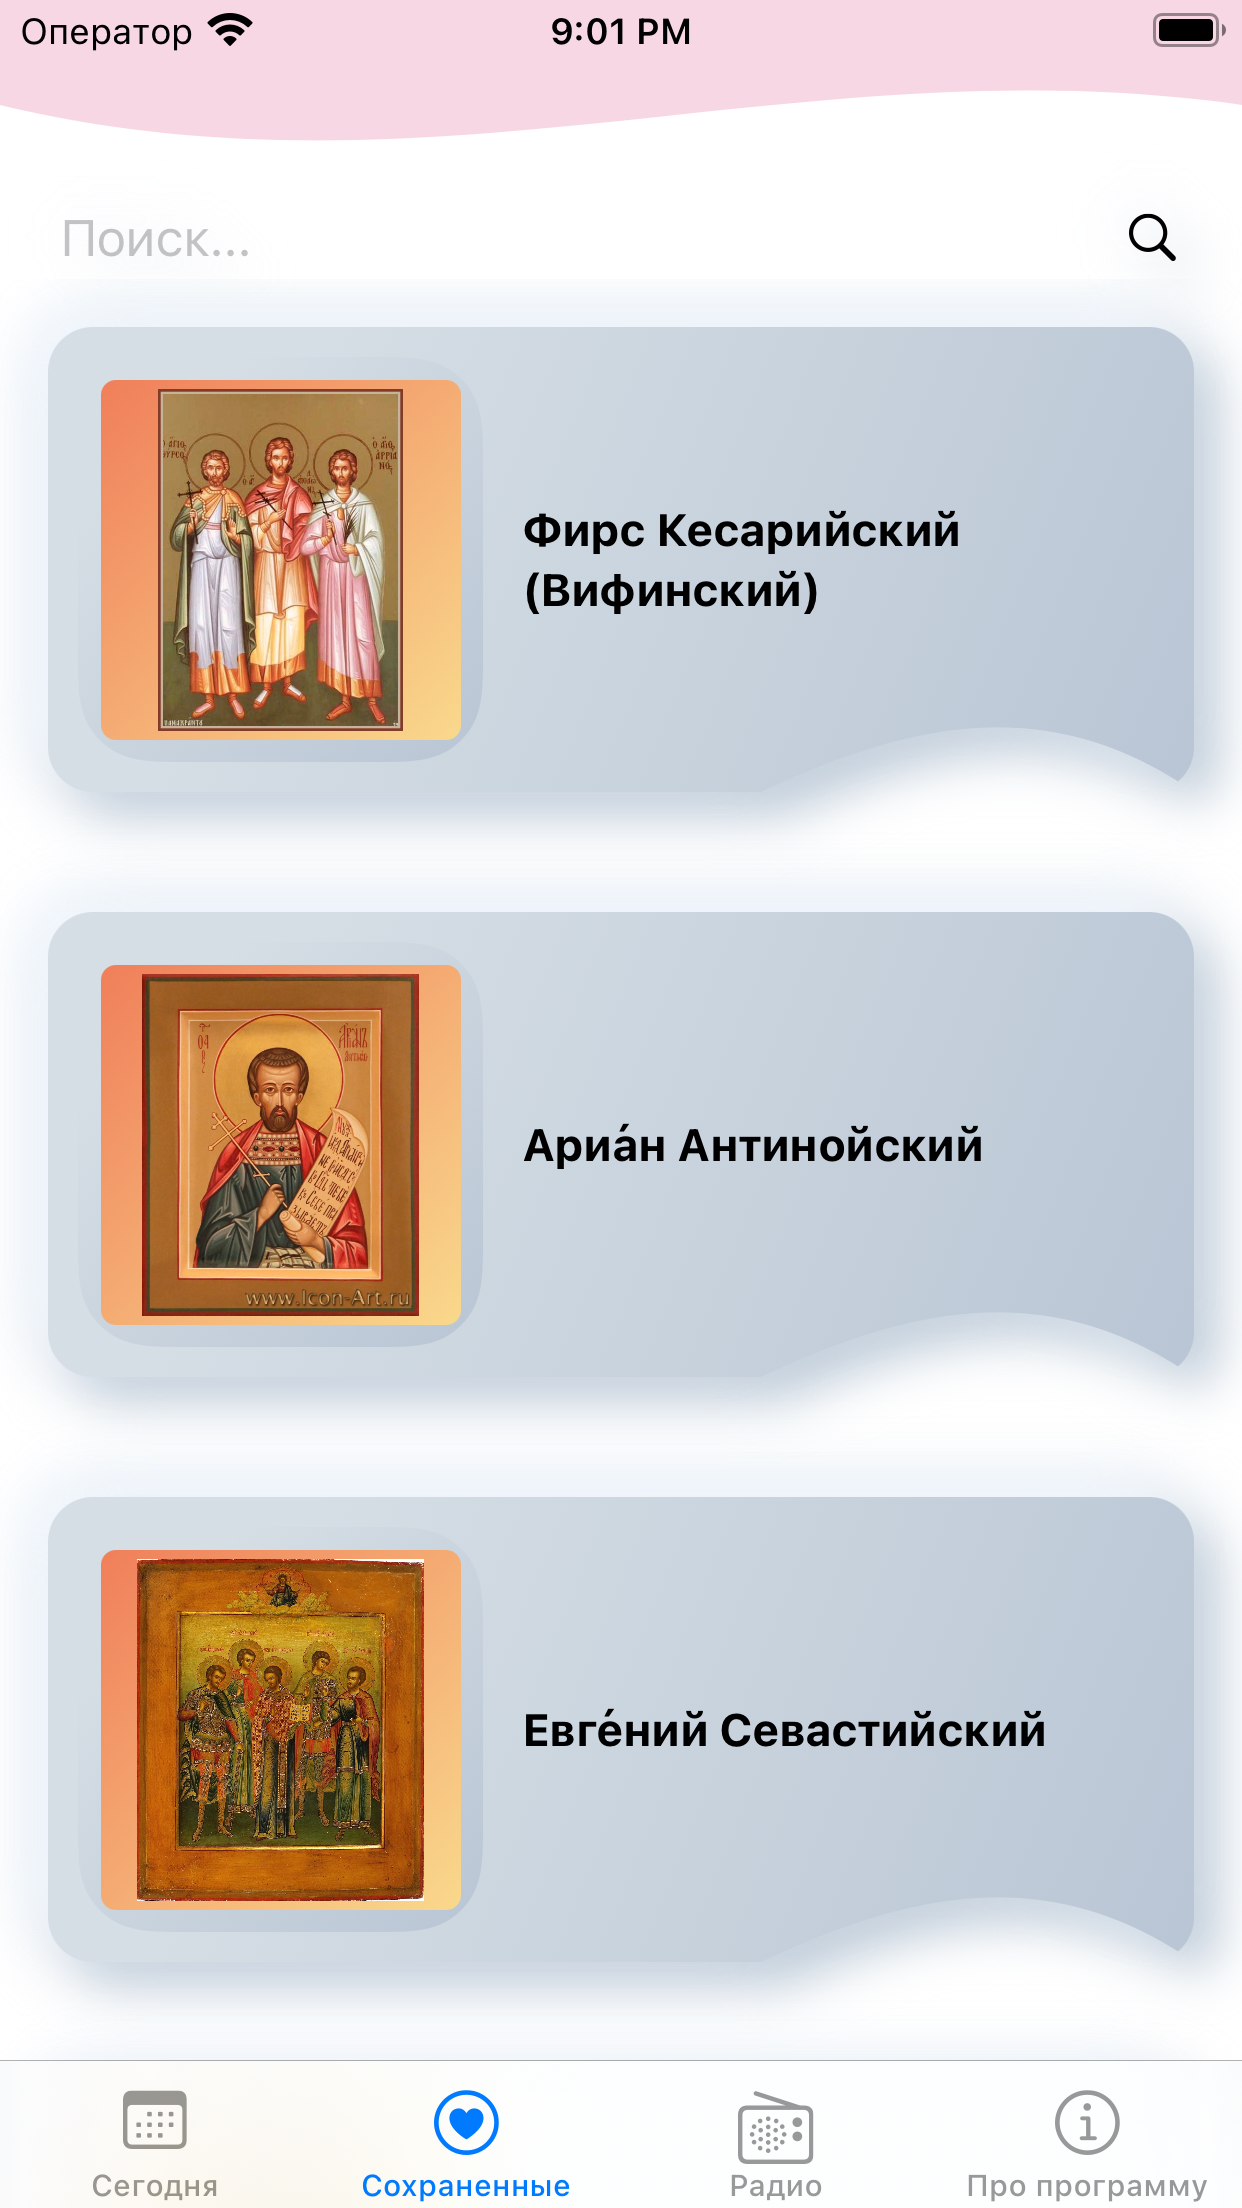 Оператор 9:01 PM
Поиск...
Фирс Кесарийский
(Вифинский)
Ариа́н Антинойский
www.Icon-Art.ru
Евге́ний Севастийский
Сегодня Сохраненные Радио Про программу